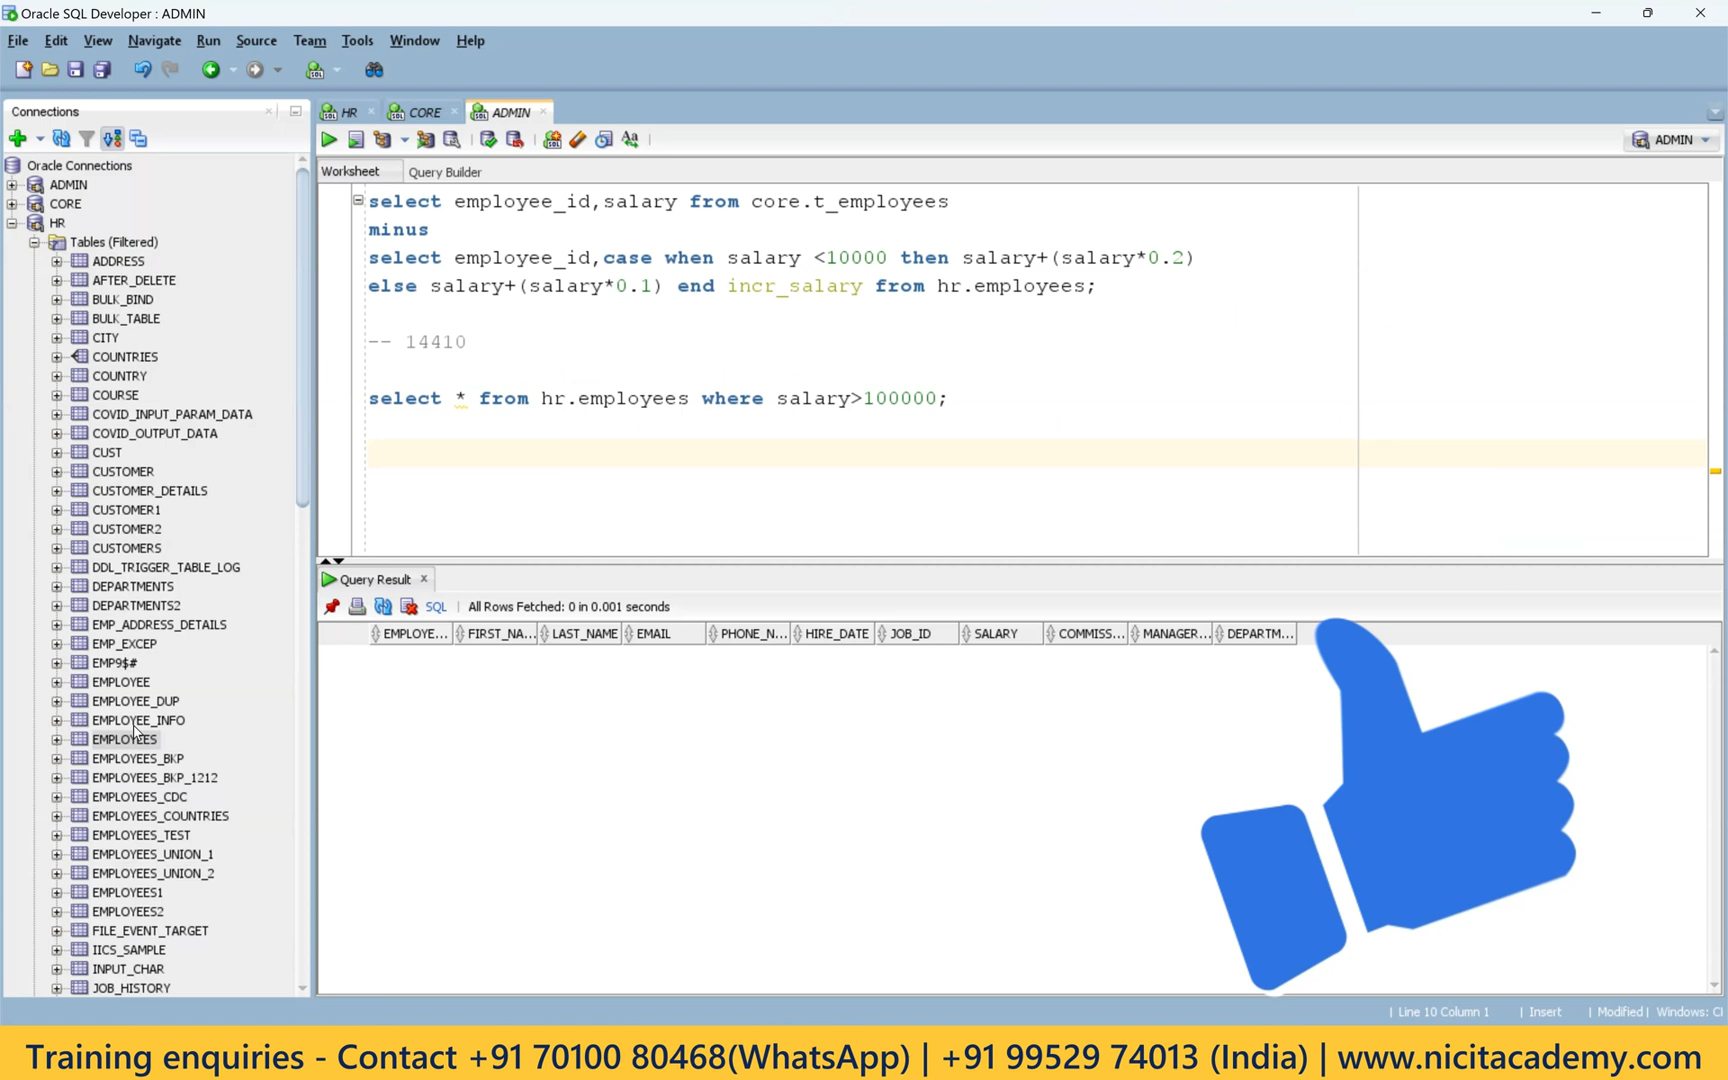 Oracle SQL Developer : ADMIN
File Edit View Navigate Run Source Team Tools Window Help
Connections
HR
CORE
ADMIN
ADMIN
Worksheet
Query Builder
Oracle Connections
ADMIN
CORE
HR
Tables (Filtered)
ADDRESS
AFTER_DELETE
BULK_BIND
BULK_TABLE
CITY
COUNTRIES
COUNTRY
COURSE
COVID_INPUT_PARAM_DATA
COVID_OUTPUT_DATA
CUST
CUSTOMER
CUSTOMER_DETAILS
CUSTOMER1
CUSTOMER2
CUSTOMERS
DDL_TRIGGER_TABLE_LOG
DEPARTMENTS
DEPARTMENTS2
EMP_ADDRESS_DETAILS
EMP_EXCEP
EMP9$#
EMPLOYEE
EMPLOYEE_DUP
EMPLOYEE_INFO
EMPLOYEES
EMPLOYEES_BKP
EMPLOYEES_BKP_1212
EMPLOYEES_CDC
EMPLOYEES_COUNTRIES
EMPLOYEES_TEST
EMPLOYEES_UNION_1
EMPLOYEES_UNION_2
EMPLOYEES1
EMPLOYEES2
FILE_EVENT_TARGET
IICS_SAMPLE
INPUT_CHAR
JOB_HISTORY
select employee_id,salary from core.t_employees
minus
select employee_id,case when salary <10000 then salary+(salary*0.2)
else salary+(salary*0.1) end incr_salary from hr.employees;
-- 14410
select * from hr.employees where salary>100000;
Query Result
SQL | All Rows Fetched: 0 in 0.001 seconds
EMPLOYE... FIRST_NA... LAST_NAME EMAIL PHONE_N... HIRE_DATE JOB_ID SALARY COMMISS... MANAGER... DEPARTM...
| Line 10 Column 1 | Insert | Modified | Windows: Cl
Training enquiries - Contact +91 70100 80468(WhatsApp) | +91 99529 74013 (India) | www.nicitacademy.com